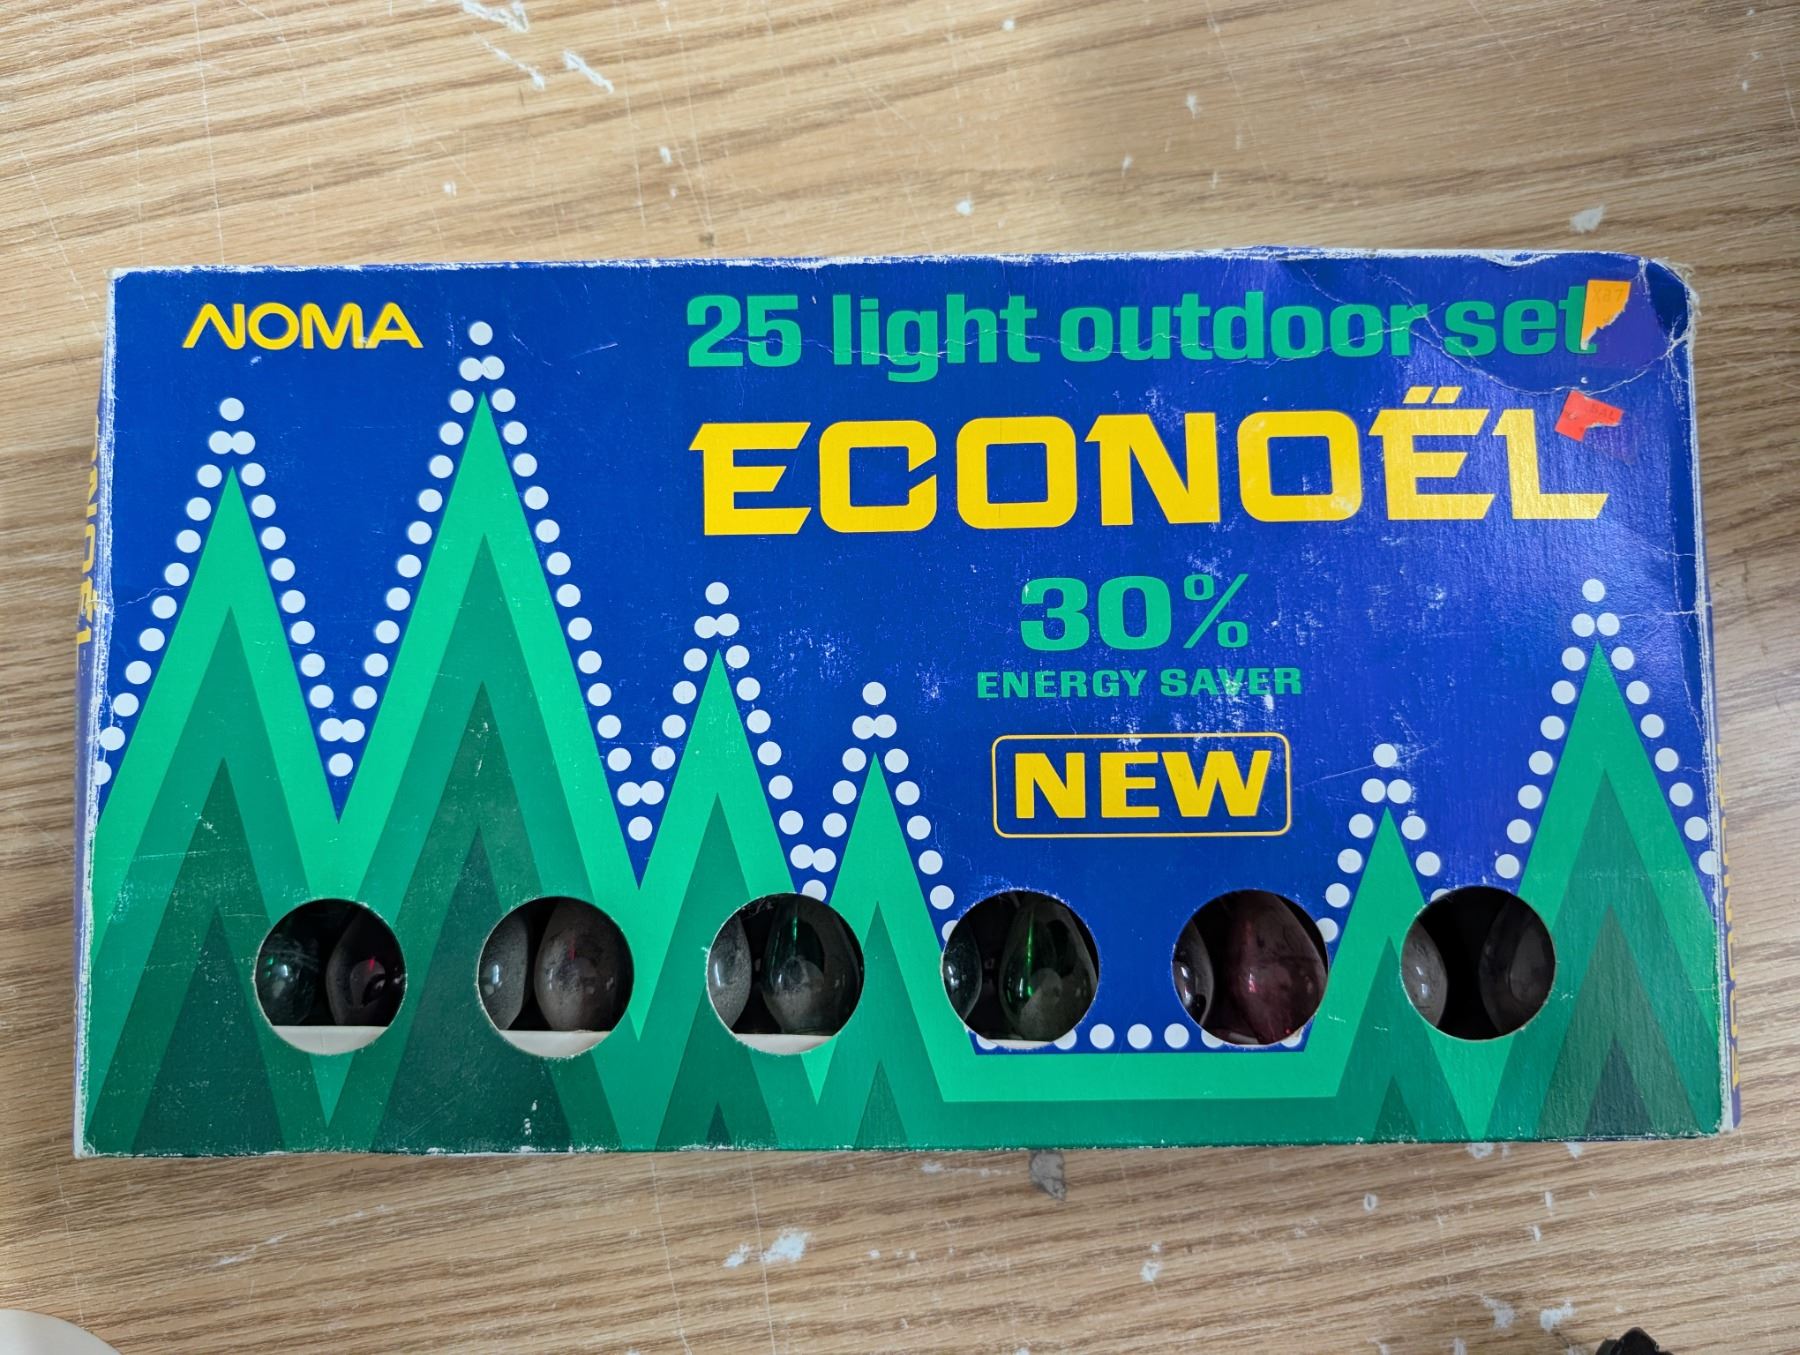 NOMA
25 light outdoor set
ECONOËL
30%
ENERGY SAVER
NEW